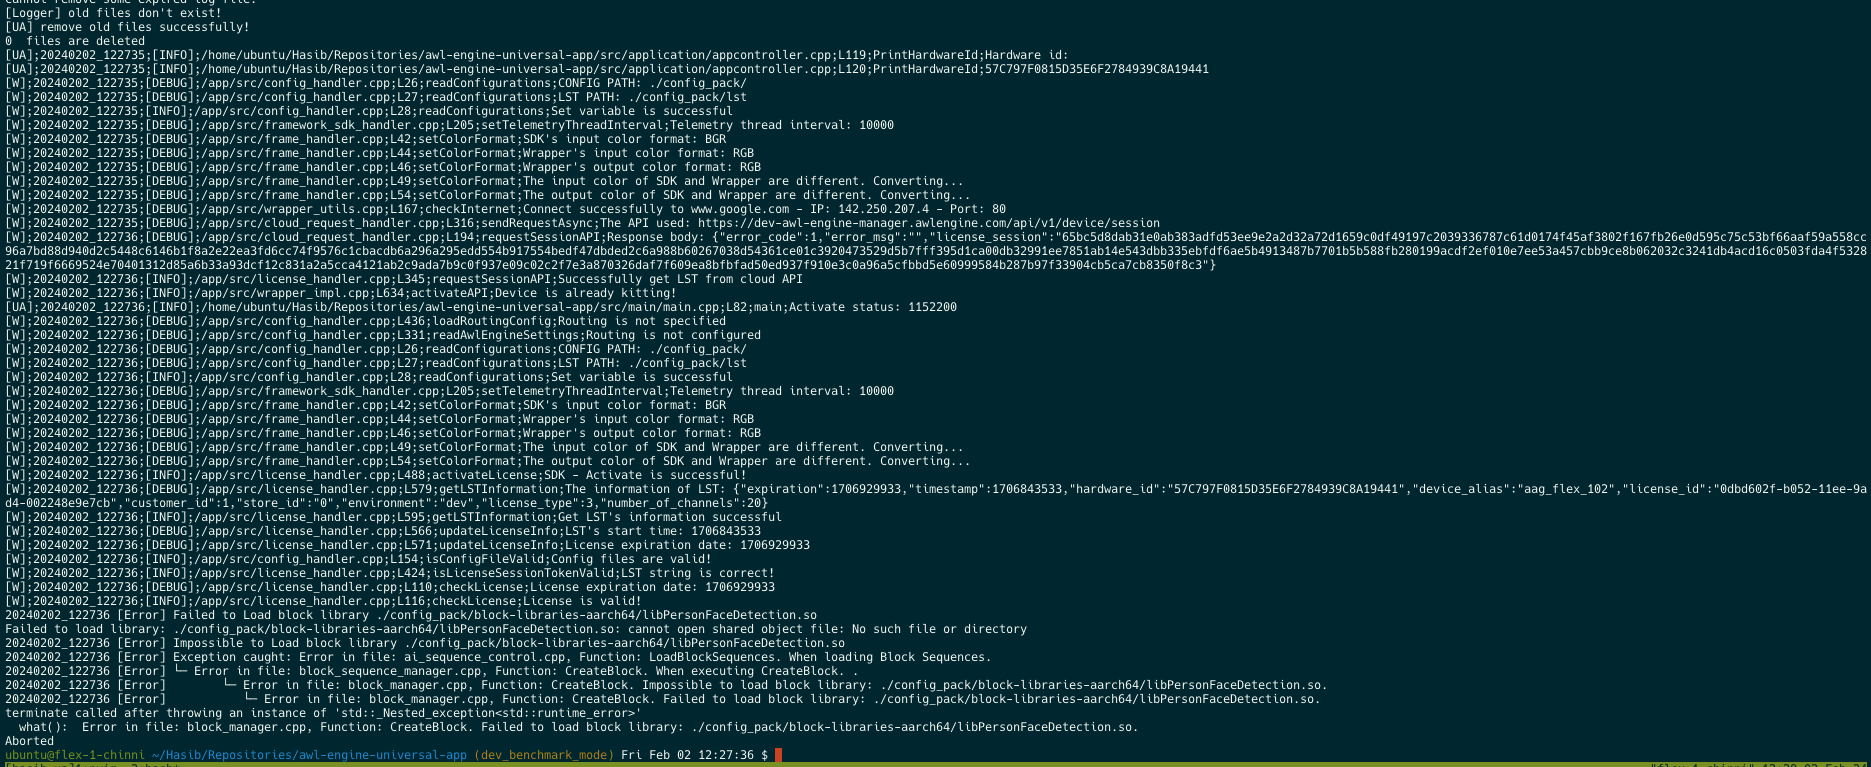 Cannot remove some expired log file.
[Logger] old files don't exist!
[UA] remove old files successfully!
0  files are deleted
[UA];20240202_122735;[INFO];/home/ubuntu/Hasib/Repositories/awl-engine-universal-app/src/application/appcontroller.cpp;L119;PrintHardwareId;Hardware id:
[UA];20240202_122735;[INFO];/home/ubuntu/Hasib/Repositories/awl-engine-universal-app/src/application/appcontroller.cpp;L120;PrintHardwareId;57C797F0815D35E6F2784939C8A19441
[W];20240202_122735;[DEBUG];/app/src/config_handler.cpp;L26;readConfigurations;CONFIG PATH: ./config_pack/
[W];20240202_122735;[DEBUG];/app/src/config_handler.cpp;L27;readConfigurations;LST PATH: ./config_pack/lst
[W];20240202_122735;[INFO];/app/src/config_handler.cpp;L28;readConfigurations;Set variable is successful
[W];20240202_122735;[DEBUG];/app/src/framework_sdk_handler.cpp;L205;setTelemetryThreadInterval;Telemetry thread interval: 10000
[W];20240202_122735;[DEBUG];/app/src/frame_handler.cpp;L42;setColorFormat;SDK's input color format: BGR
[W];20240202_122735;[DEBUG];/app/src/frame_handler.cpp;L44;setColorFormat;Wrapper's input color format: RGB
[W];20240202_122735;[DEBUG];/app/src/frame_handler.cpp;L46;setColorFormat;Wrapper's output color format: RGB
[W];20240202_122735;[DEBUG];/app/src/frame_handler.cpp;L49;setColorFormat;The input color of SDK and Wrapper are different. Converting...
[W];20240202_122735;[DEBUG];/app/src/frame_handler.cpp;L54;setColorFormat;The output color of SDK and Wrapper are different. Converting...
[W];20240202_122735;[DEBUG];/app/src/wrapper_utils.cpp;L167;checkInternet;Connect successfully to www.google.com - IP: 142.250.207.4 - Port: 80
[W];20240202_122735;[DEBUG];/app/src/cloud_request_handler.cpp;L316;sendRequestAsync;The API used: https://dev-awl-engine-manager.awlengine.com/api/v1/device/session
[W];20240202_122736;[DEBUG];/app/src/cloud_request_handler.cpp;L194;requestSessionAPI;Response body: {"error_code":1,"error_msg":"","license_session":"65bc5d8dab31e0ab383adfd53ee9e2a2d32a72d1659c0df49197c2039336787c61d0174f45af3802f167fb26e0d595c75c53bf66aaf59a558cc
96a7bd88d940d2c5448c6146b1f8a2e22ea3fd6cc74f9576c1cbacdb6a296a295edd554b917554bedf47dbded2c6a988b60267038d54361ce01c3920473529d5b7fff395d1ca00db32991ee7851ab14e543dbb335ebfdf6ae5b4913487b7701b5b588fb280199acdf2ef010e7ee53a457cbb9ce8b062032c3241db4acd16c0503fda4f5328
21f719f6669524e70401312d85a6b33a93dcf12c831a2a5cca4121ab2c9ada7b9c0f937e09c02c2f7e3a870326daf7f609ea8bfbfad50ed937f910e3c0a96a5cfbbd5e60999584b287b97f33904cb5ca7cb8350f8c3"}
[W];20240202_122736;[INFO];/app/src/license_handler.cpp;L345;requestSessionAPI;Successfully get LST from cloud API
[W];20240202_122736;[INFO];/app/src/wrapper_impl.cpp;L634;activateAPI;Device is already kitting!
[UA];20240202_122736;[INFO];/home/ubuntu/Hasib/Repositories/awl-engine-universal-app/src/main/main.cpp;L82;main;Activate status: 1152200
[W];20240202_122736;[DEBUG];/app/src/config_handler.cpp;L436;loadRoutingConfig;Routing is not specified
[W];20240202_122736;[DEBUG];/app/src/config_handler.cpp;L331;readAwlEngineSettings;Routing is not configured
[W];20240202_122736;[DEBUG];/app/src/config_handler.cpp;L26;readConfigurations;CONFIG PATH: ./config_pack/
[W];20240202_122736;[DEBUG];/app/src/config_handler.cpp;L27;readConfigurations;LST PATH: ./config_pack/lst
[W];20240202_122736;[INFO];/app/src/config_handler.cpp;L28;readConfigurations;Set variable is successful
[W];20240202_122736;[DEBUG];/app/src/framework_sdk_handler.cpp;L205;setTelemetryThreadInterval;Telemetry thread interval: 10000
[W];20240202_122736;[DEBUG];/app/src/frame_handler.cpp;L42;setColorFormat;SDK's input color format: BGR
[W];20240202_122736;[DEBUG];/app/src/frame_handler.cpp;L44;setColorFormat;Wrapper's input color format: RGB
[W];20240202_122736;[DEBUG];/app/src/frame_handler.cpp;L46;setColorFormat;Wrapper's output color format: RGB
[W];20240202_122736;[DEBUG];/app/src/frame_handler.cpp;L49;setColorFormat;The input color of SDK and Wrapper are different. Converting...
[W];20240202_122736;[DEBUG];/app/src/frame_handler.cpp;L54;setColorFormat;The output color of SDK and Wrapper are different. Converting...
[W];20240202_122736;[INFO];/app/src/license_handler.cpp;L488;activateLicense;SDK - Activate is successful!
[W];20240202_122736;[DEBUG];/app/src/license_handler.cpp;L579;getLSTInformation;The information of LST: {"expiration":1706929933,"timestamp":1706843533,"hardware_id":"57C797F0815D35E6F2784939C8A19441","device_alias":"aag_flex_102","license_id":"0dbd602f-b052-11ee-9a
d4-002248e9e7cb","customer_id":1,"store_id":"0","environment":"dev","license_type":3,"number_of_channels":20}
[W];20240202_122736;[INFO];/app/src/license_handler.cpp;L595;getLSTInformation;Get LST's information successful
[W];20240202_122736;[DEBUG];/app/src/license_handler.cpp;L566;updateLicenseInfo;LST's start time: 1706843533
[W];20240202_122736;[DEBUG];/app/src/license_handler.cpp;L571;updateLicenseInfo;License expiration date: 1706929933
[W];20240202_122736;[INFO];/app/src/config_handler.cpp;L154;isConfigFileValid;Config files are valid!
[W];20240202_122736;[INFO];/app/src/license_handler.cpp;L424;isLicenseSessionTokenValid;LST string is correct!
[W];20240202_122736;[DEBUG];/app/src/license_handler.cpp;L110;checkLicense;License expiration date: 1706929933
[W];20240202_122736;[INFO];/app/src/license_handler.cpp;L116;checkLicense;License is valid!
20240202_122736 [Error] Failed to Load block library ./config_pack/block-libraries-aarch64/libPersonFaceDetection.so
Failed to load library: ./config_pack/block-libraries-aarch64/libPersonFaceDetection.so: cannot open shared object file: No such file or directory
20240202_122736 [Error] Impossible to Load block library ./config_pack/block-libraries-aarch64/libPersonFaceDetection.so
20240202_122736 [Error] Exception caught: Error in file: ai_sequence_control.cpp, Function: LoadBlockSequences. When loading Block Sequences.
20240202_122736 [Error] └─ Error in file: block_sequence_manager.cpp, Function: CreateBlock. When executing CreateBlock. .
20240202_122736 [Error]        └─ Error in file: block_manager.cpp, Function: CreateBlock. Impossible to load block library: ./config_pack/block-libraries-aarch64/libPersonFaceDetection.so.
20240202_122736 [Error]           └─ Error in file: block_manager.cpp, Function: CreateBlock. Failed to load block library: ./config_pack/block-libraries-aarch64/libPersonFaceDetection.so.
terminate called after throwing an instance of 'std::_Nested_exception<std::runtime_error>'
  what():  Error in file: block_manager.cpp, Function: CreateBlock. Failed to load block library: ./config_pack/block-libraries-aarch64/libPersonFaceDetection.so.
Aborted
ubuntu@flex-1-chinni ~/Hasib/Repositories/awl-engine-universal-app (dev_benchmark_mode) Fri Feb 02 12:27:36 $